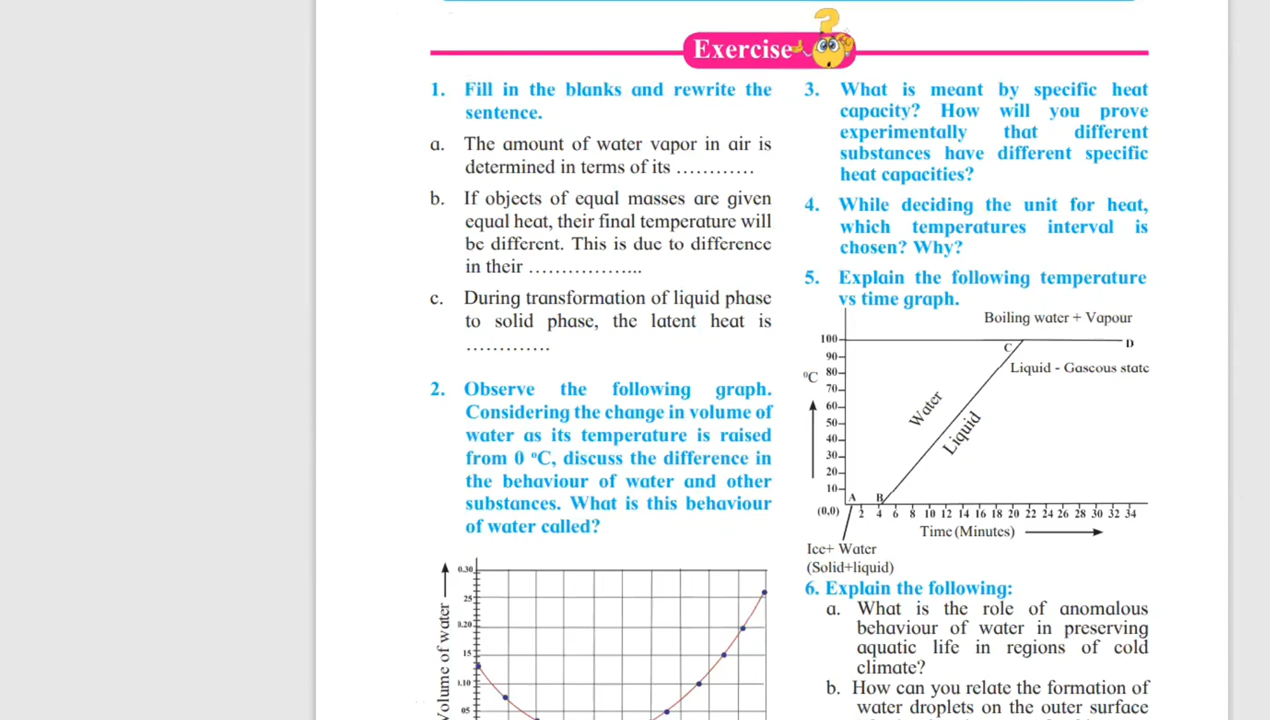 Exercise
1. Fill in the blanks and rewrite the
sentence.
a. The amount of water vapor in air is
determined in terms of its …………
b. If objects of equal masses are given
equal heat, their final temperature will
be different. This is due to difference
in their ……………...
c. During transformation of liquid phase
to solid phase, the latent heat is
………….
2. Observe the following graph.
Considering the change in volume of
water as its temperature is raised
from 0 °C, discuss the difference in
the behaviour of water and other
substances. What is this behaviour
of water called?
0.30
25
0.20
15
1.10
05
Volume of water
3. What is meant by specific heat
capacity? How will you prove
experimentally that different
substances have different specific
heat capacities?
4. While deciding the unit for heat,
which temperatures interval is
chosen? Why?
5. Explain the following temperature
vs time graph.
Boiling water + Vapour
100
C
D
90
Liquid - Gaseous state
°C
80
70
60
Water
50
Liquid
40
30
20
10
A B
(0,0) 2 4 6 8 10 12 14 16 18 20 22 24 26 28 30 32 34
Time (Minutes)
Ice+ Water
(Solid+liquid)
6. Explain the following:
a. What is the role of anomalous
behaviour of water in preserving
aquatic life in regions of cold
climate?
b. How can you relate the formation of
water droplets on the outer surface